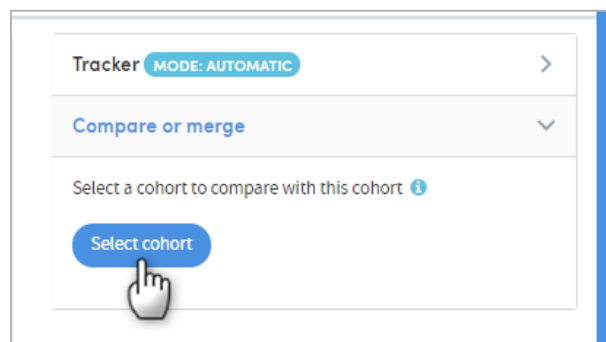 Tracker MODE: AUTOMATIC
Compare or merge
Select a cohort to compare with this cohort
Select cohort